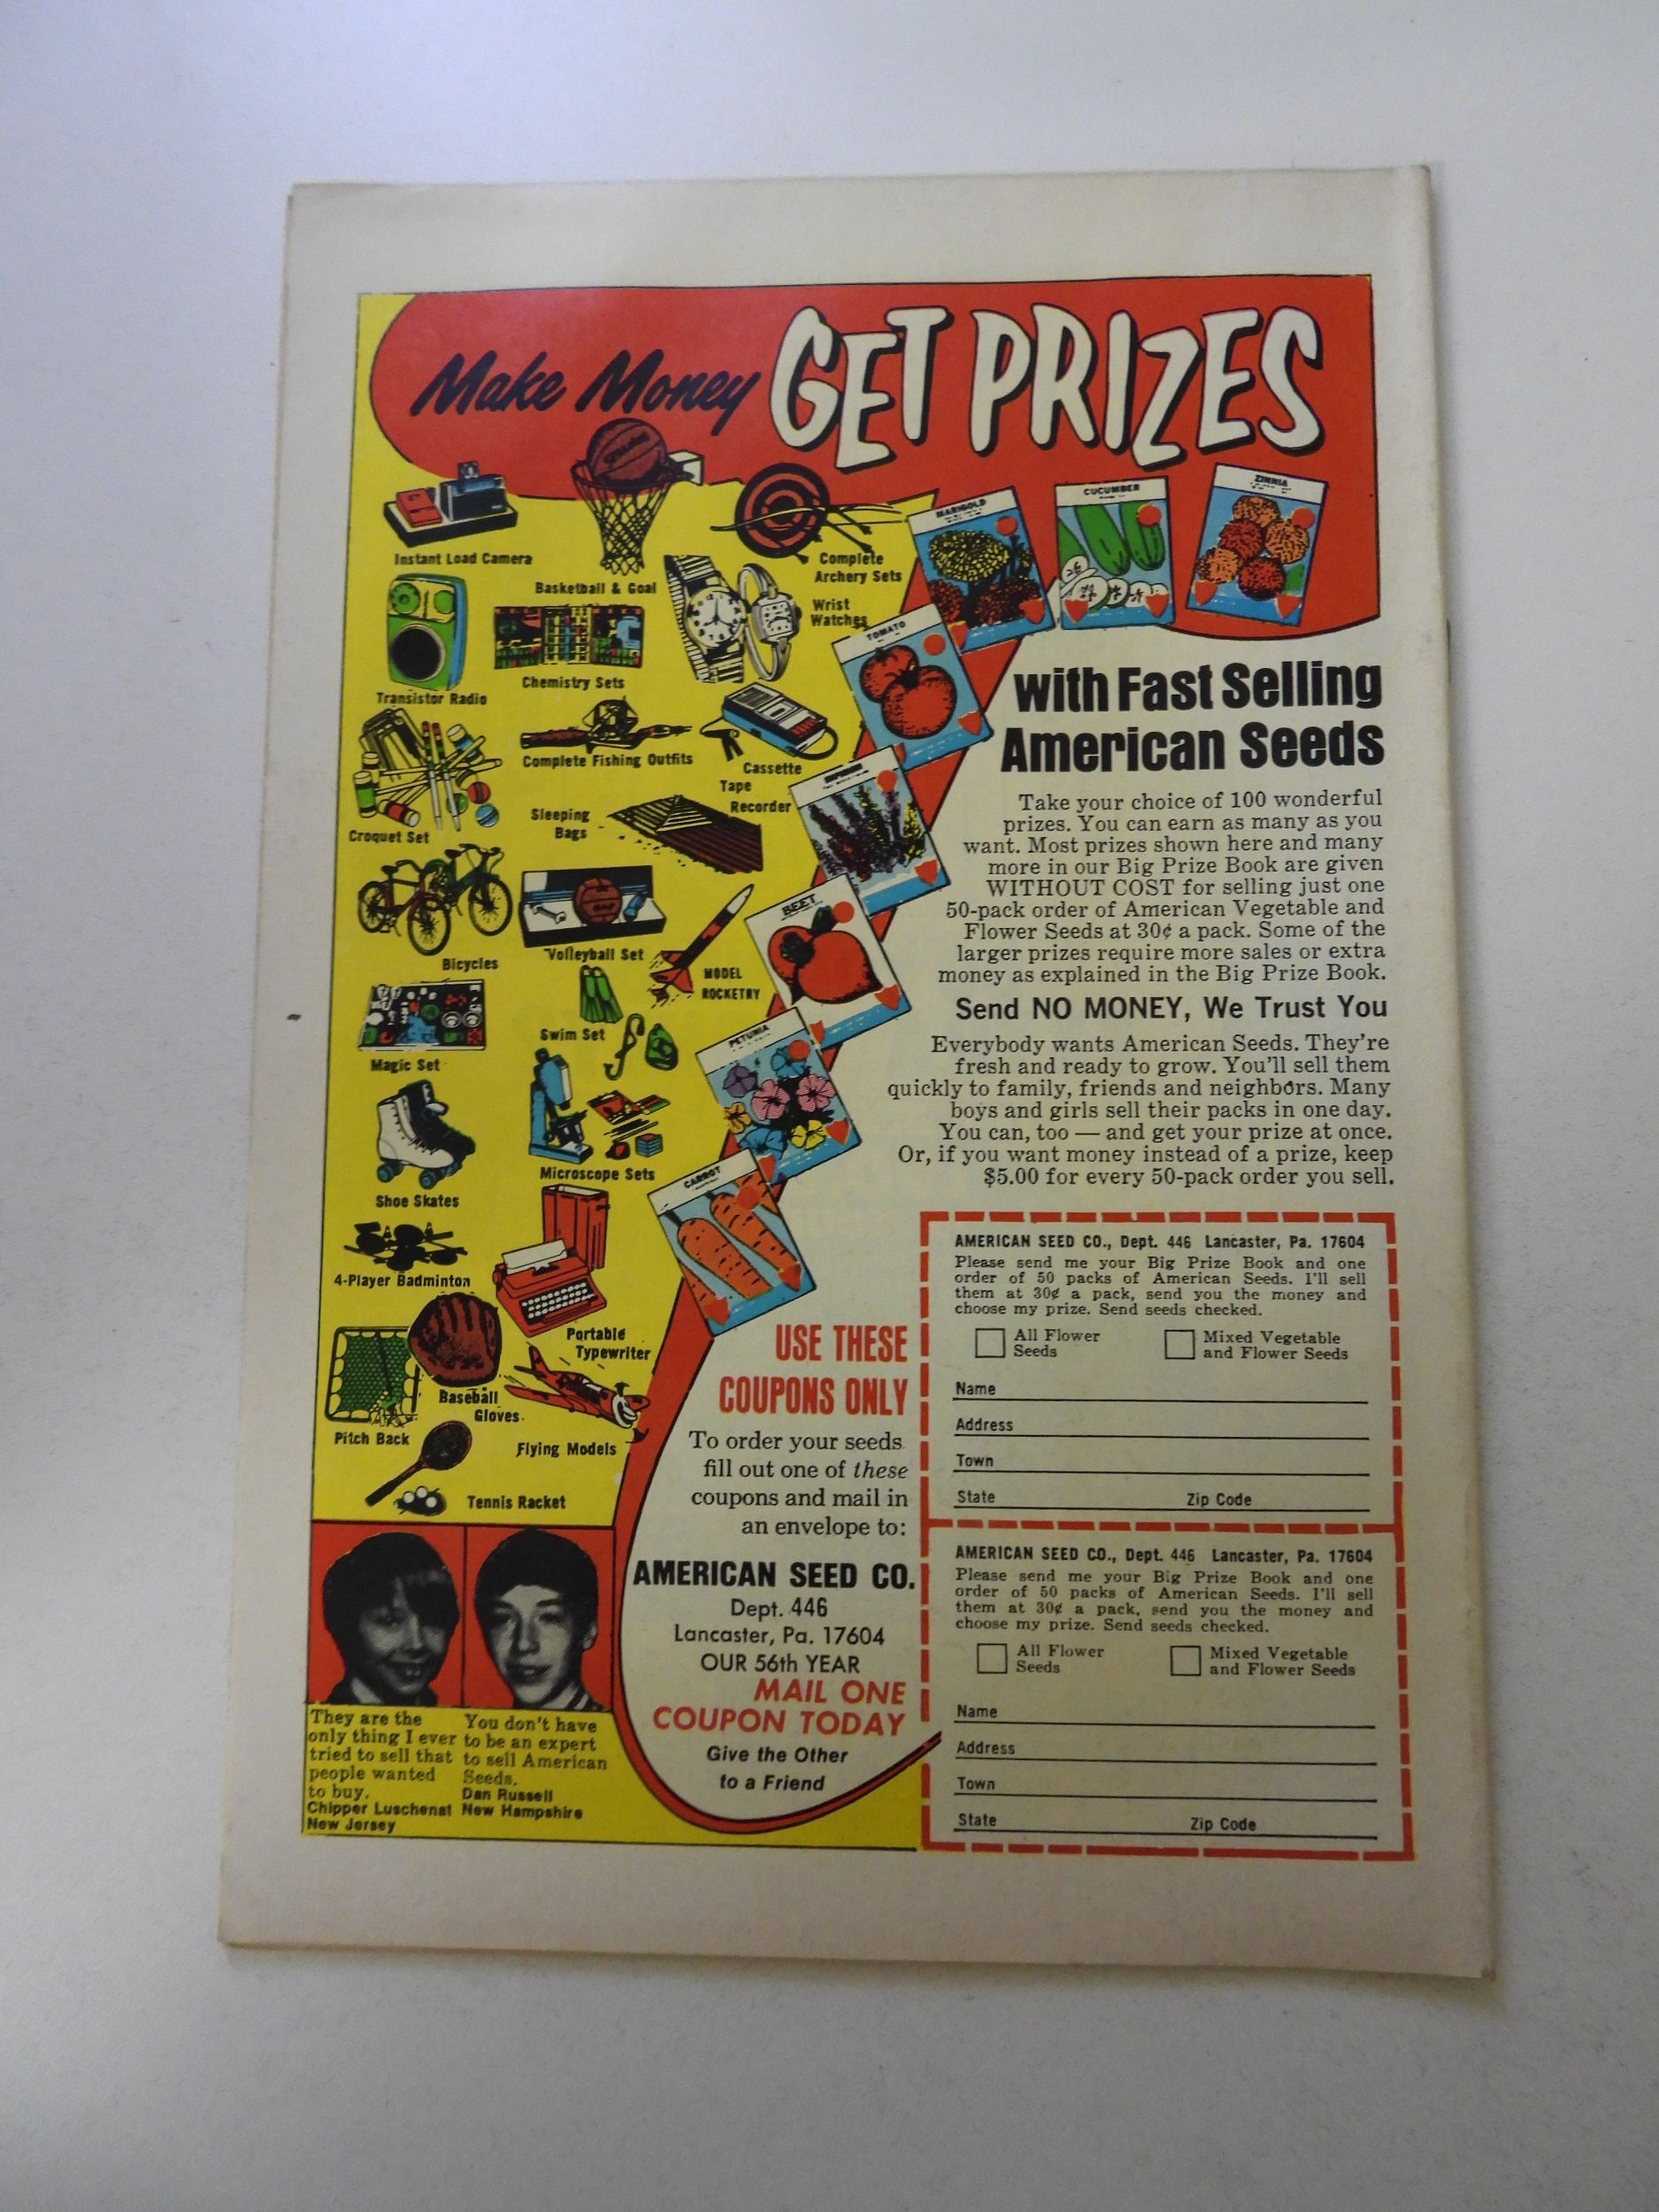 Make Money GET PRIZES
Instant Load Camera
Basketball & Goal
Complete
Archery Sets
Wrist
Watches
Transistor Radio
Chemistry Sets
Complete Fishing Outfits
Cassette
Tape
Recorder
Croquet Set
Sleeping
Bags
Bicycles
Volleyball Set
MODEL
ROCKETRY
Magic Set
Swim Set
Shoe Skates
Microscope Sets
4-Player Badminton
Portable
Typewriter
Pitch Back
Baseball
Gloves
Flying Models
Tennis Racket
MARIGOLD
CUCUMBER
ZINNIA
TOMATO
BEET
PETUNIA
CARROT
with Fast Selling
American Seeds
Take your choice of 100 wonderful
prizes. You can earn as many as you
want. Most prizes shown here and many
more in our Big Prize Book are given
WITHOUT COST for selling just one
50-pack order of American Vegetable and
Flower Seeds at 30¢ a pack. Some of the
larger prizes require more sales or extra
money as explained in the Big Prize Book.
Send NO MONEY, We Trust You
Everybody wants American Seeds. They're
fresh and ready to grow. You'll sell them
quickly to family, friends and neighbors. Many
boys and girls sell their packs in one day.
You can, too — and get your prize at once.
Or, if you want money instead of a prize, keep
$5.00 for every 50-pack order you sell.
USE THESE
COUPONS ONLY
To order your seeds
fill out one of these
coupons and mail in
an envelope to:
AMERICAN SEED CO.
Dept. 446
Lancaster, Pa. 17604
OUR 56th YEAR
MAIL ONE
COUPON TODAY
Give the Other
to a Friend
AMERICAN SEED CO., Dept. 446 Lancaster, Pa. 17604
Please send me your Big Prize Book and one
order of 50 packs of American Seeds. I'll sell
them at 30¢ a pack, send you the money and
choose my prize. Send seeds checked.
All Flower
Seeds
Mixed Vegetable
and Flower Seeds
Name
Address
Town
State Zip Code
AMERICAN SEED CO., Dept. 446 Lancaster, Pa. 17604
Please send me your Big Prize Book and one
order of 50 packs of American Seeds. I'll sell
them at 30¢ a pack, send you the money and
choose my prize. Send seeds checked.
All Flower
Seeds
Mixed Vegetable
and Flower Seeds
Name
Address
Town
State Zip Code
They are the
only thing I ever
tried to sell that
people wanted
to buy.
Chipper Luschenat
New Jersey
You don't have
to be an expert
to sell American
Seeds.
Dan Russell
New Hampshire